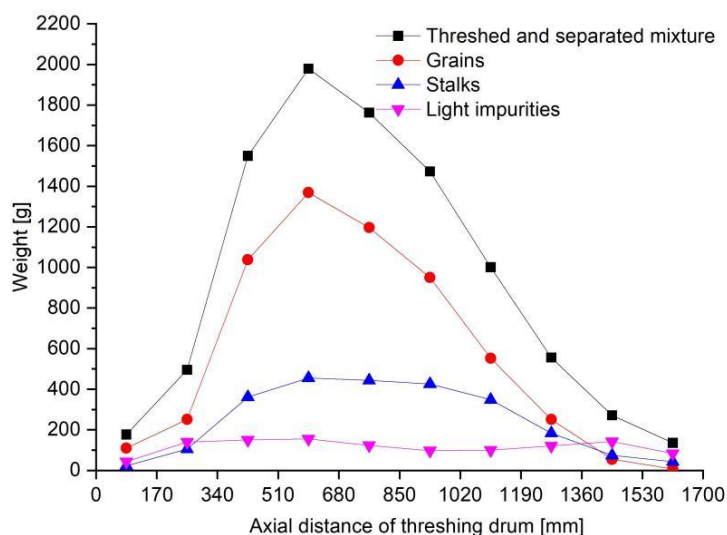 Threshed and separated mixture
Grains
Stalks
Light impurities
2200
2000
1800
1600
1400
1200
1000
800
600
400
200
0
Weight [g]
0 170 340 510 680 850 1020 1190 1360 1530 1700
Axial distance of threshing drum [mm]